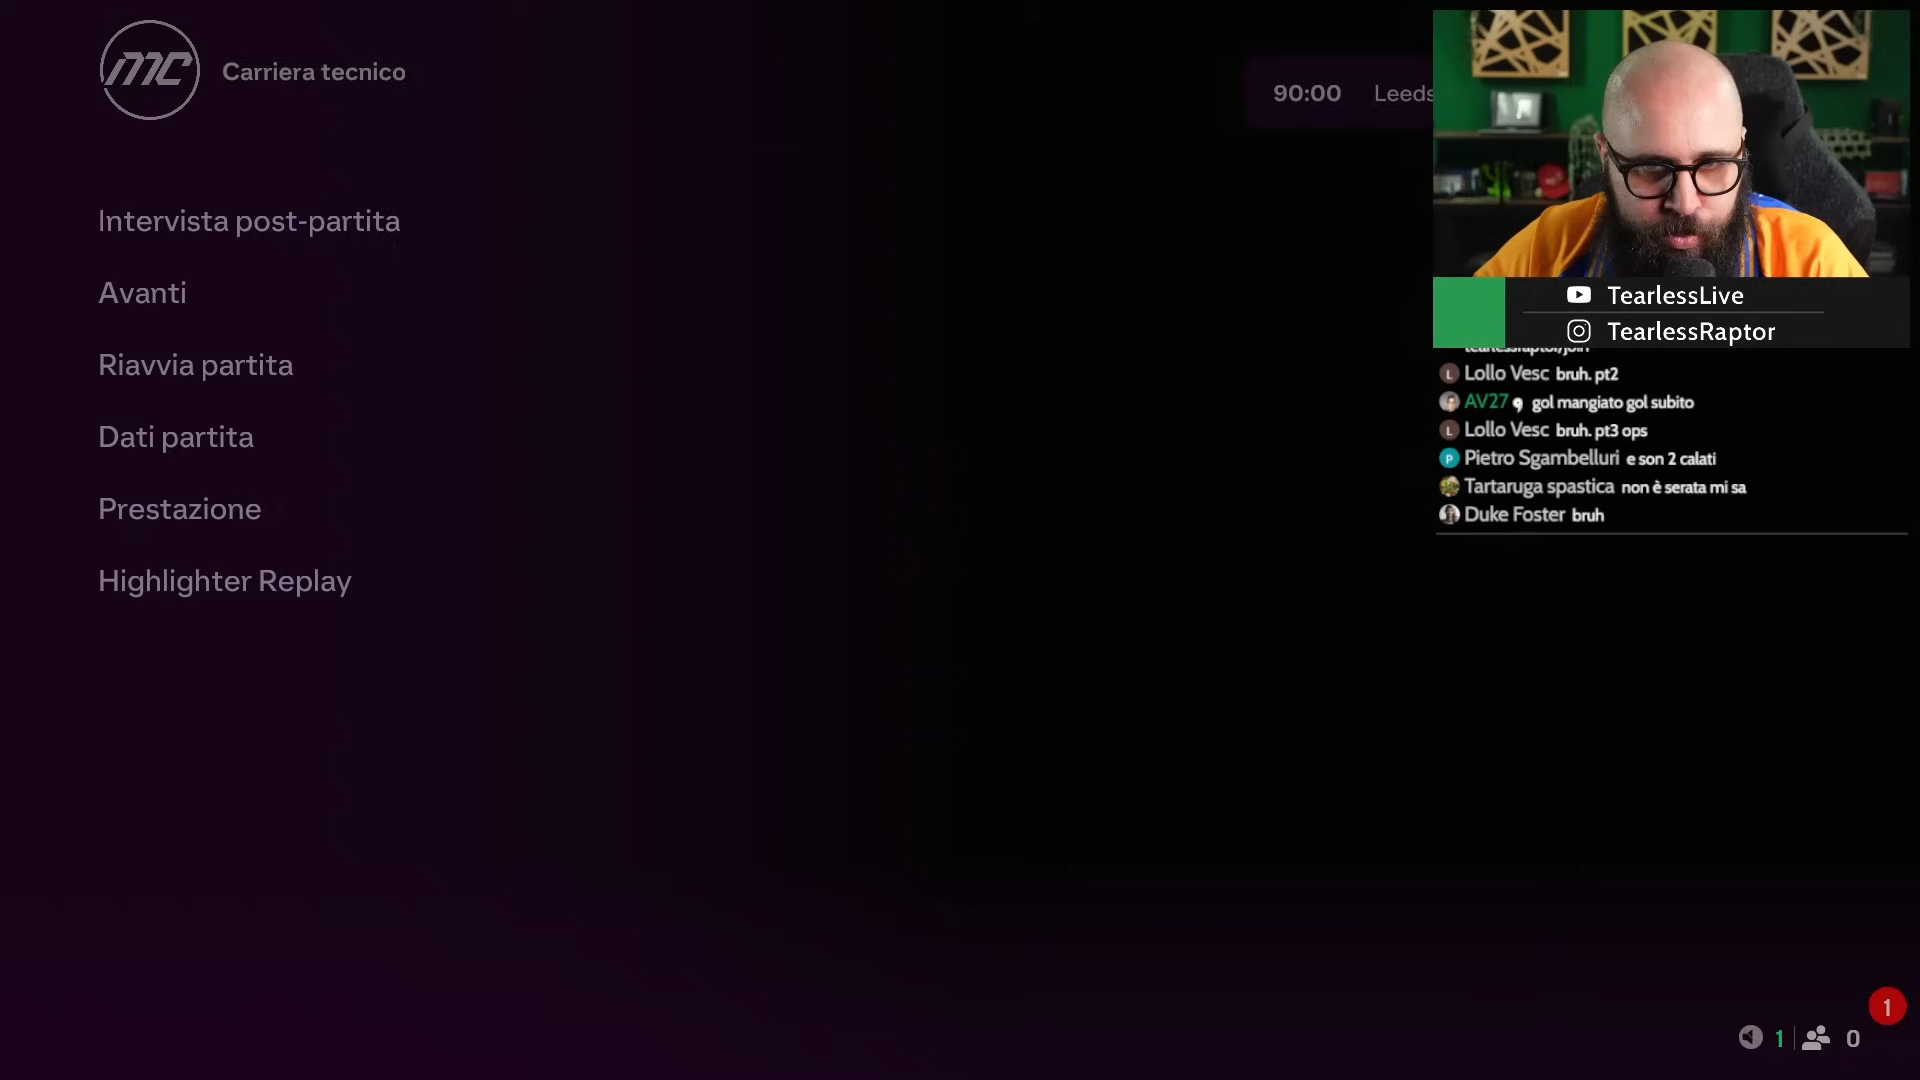 MC
Carriera tecnico
Intervista post-partita
Avanti
Riavvia partita
Dati partita
Prestazione
Highlighter Replay
90:00 Leeds
TearlessLive
TearlessRaptor
tearlessraptor/join
L Lollo Vesc bruh. pt2
AV27 gol mangiato gol subito
L Lollo Vesc bruh. pt3 ops
P Pietro Sgambelluri e son 2 calati
Tartaruga spastica non è serata mi sa
Duke Foster bruh
1
1 0